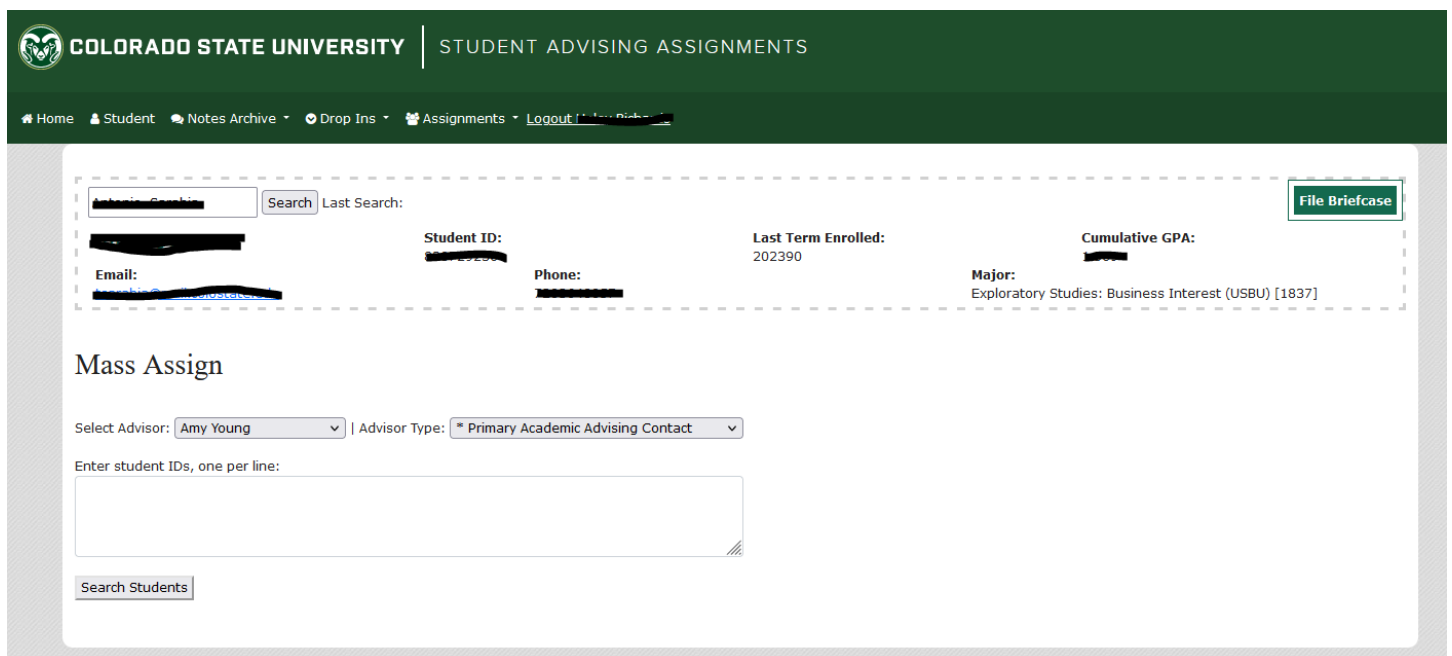 COLORADO STATE UNIVERSITY STUDENT ADVISING ASSIGNMENTS
Home Student Notes Archive Drop Ins Assignments Logout
Search Last Search: File Briefcase
Student ID: Last Term Enrolled: Cumulative GPA:
202390
Email: Phone: Major:
Exploratory Studies: Business Interest (USBU) [1837]
Mass Assign
Select Advisor: Amy Young | Advisor Type: * Primary Academic Advising Contact
Enter student IDs, one per line:
Search Students